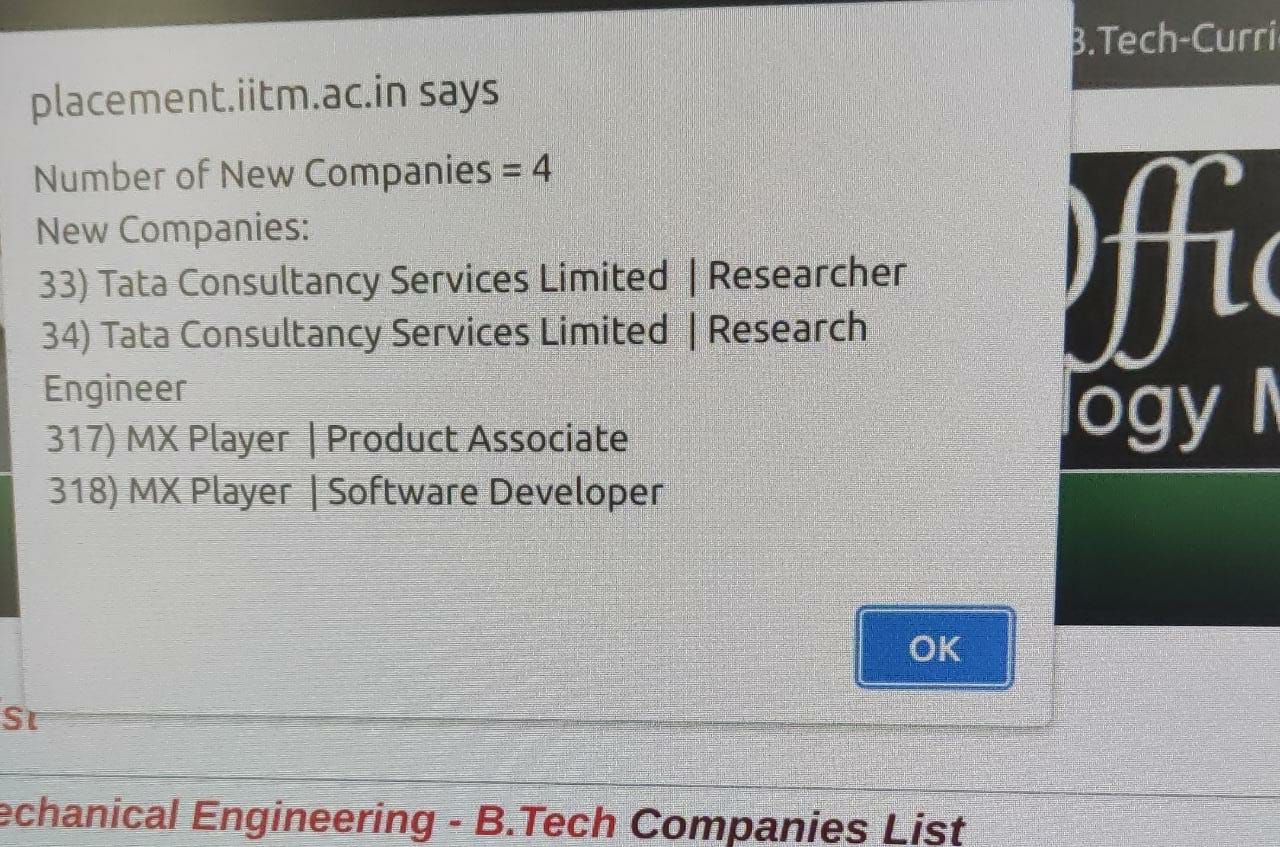 B.Tech-Curri
placement.iitm.ac.in says
Number of New Companies = 4
New Companies:
33) Tata Consultancy Services Limited | Researcher
34) Tata Consultancy Services Limited | Research
Engineer
317) MX Player | Product Associate
318) MX Player | Software Developer
OK
Offic
logy M
st
echanical Engineering - B.Tech Companies List